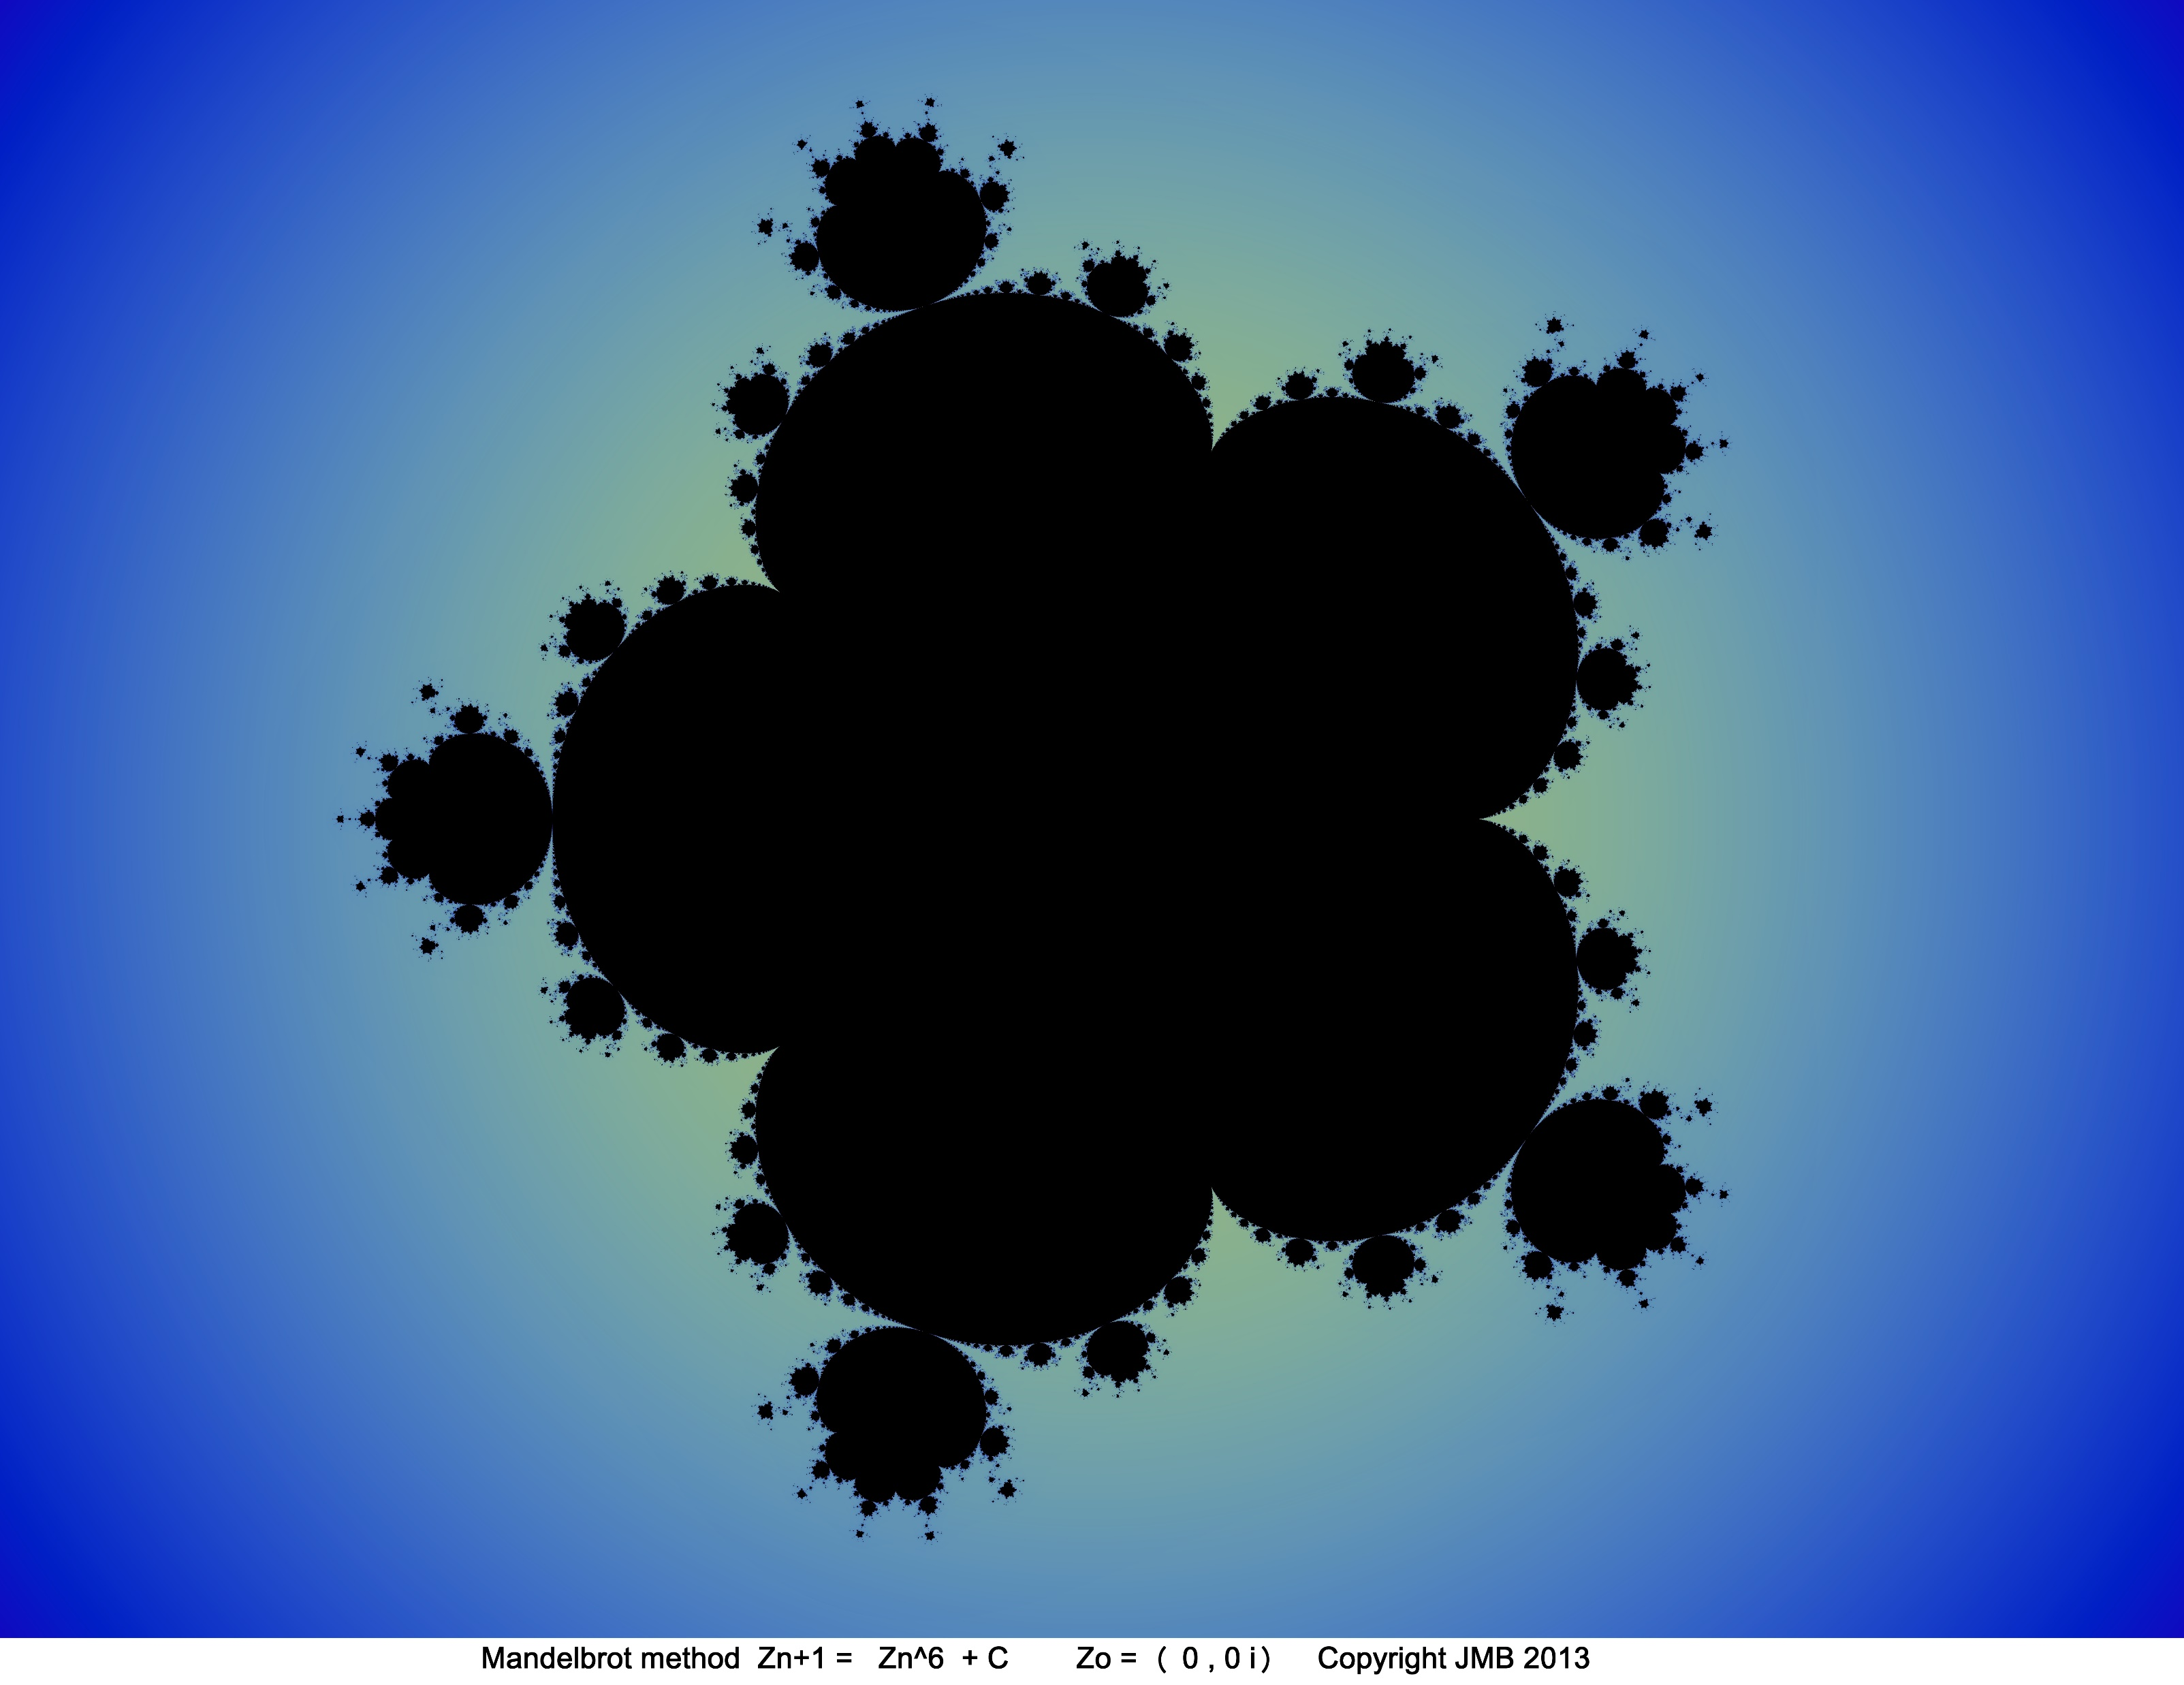 Mandelbrot method Zn+1 = Zn^6 + C Zo = ( 0 , 0 i ) Copyright JMB 2013